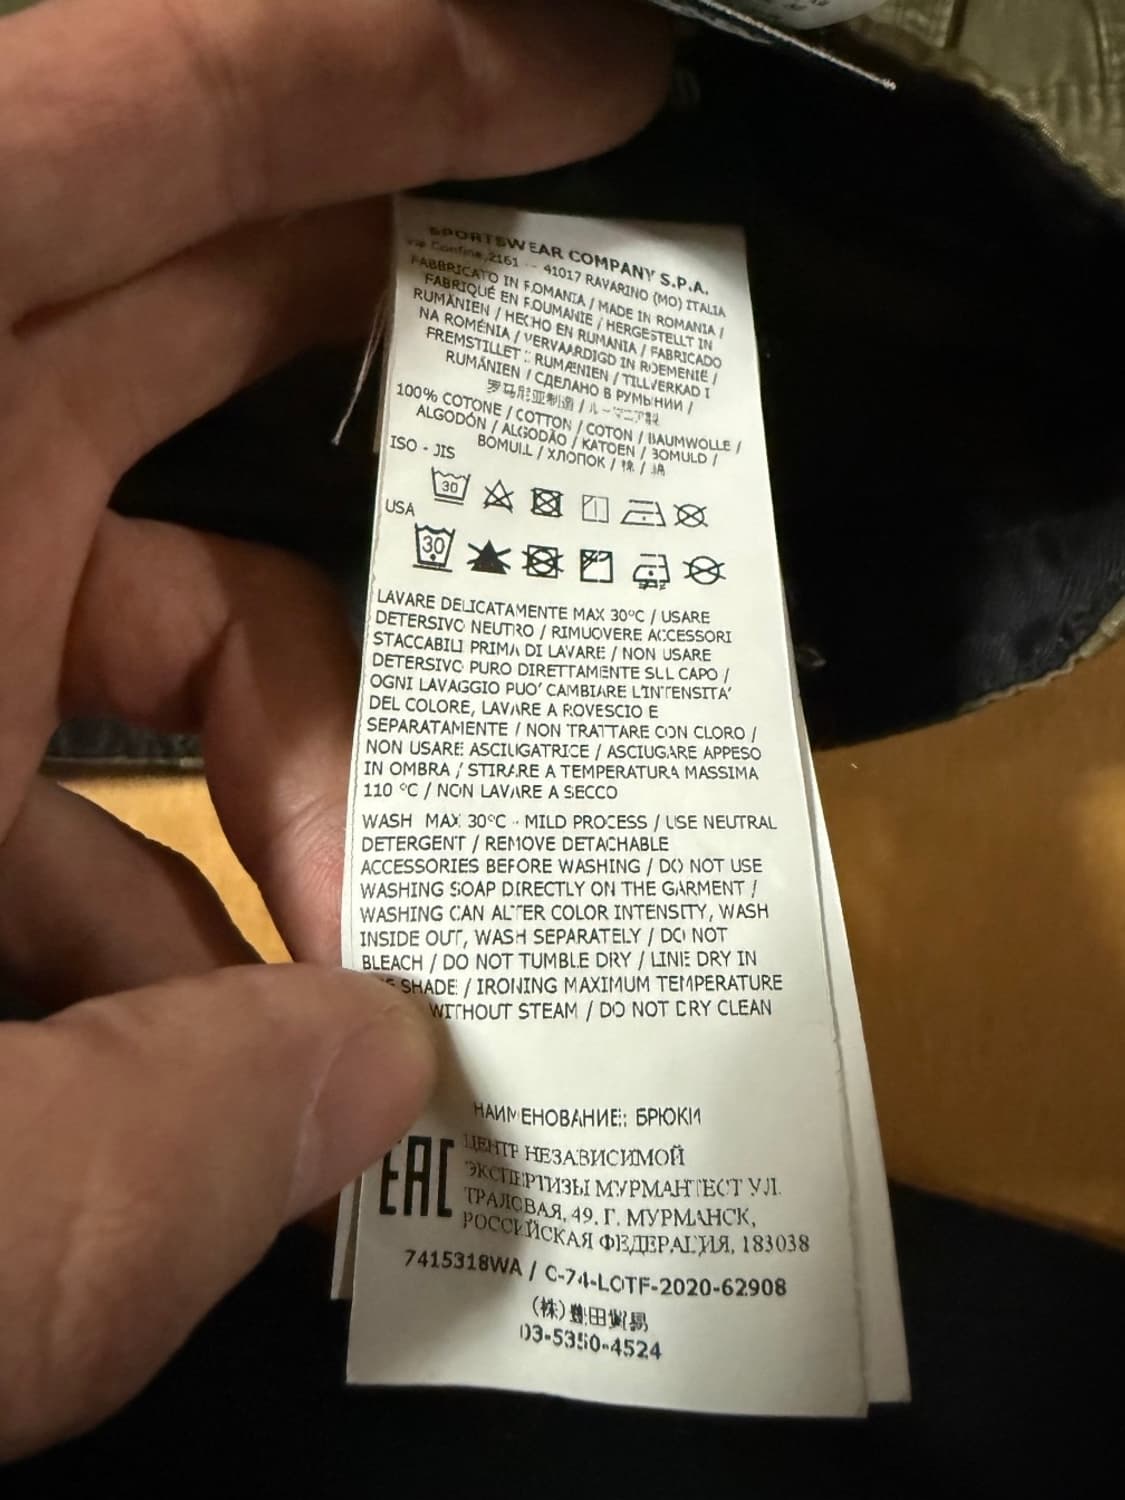 SPORTSWEAR COMPANY S.P.A.
via Confine, 2161 - 41017 RAVARINO (MO) ITALIA
FABBRICATO IN ROMANIA / MADE IN ROMANIA /
FABRIQUÉ EN ROUMANIE / HERGESTELLT IN
RUMÄNIEN / HECHO EN RUMANIA / FABRICADO
NA ROMÉNIA / VERVAARDIGD IN ROEMENIË /
FREMSTILLET I RUMÆNIEN / TILLVERKAD I
RUMÄNIEN / СДЕЛАНО В РУМЫНИИ /
罗马尼亚制造 / ルーマニア製
100% COTONE / COTTON / COTON / BAUMWOLLE /
ALGODÓN / ALGODÃO / KATOEN / BOMULD /
BOMULL / ХЛОПОК / 棉 / 綿
ISO - JIS
30
USA
30
LAVARE DELICATAMENTE MAX 30°C / USARE
DETERSIVO NEUTRO / RIMUOVERE ACCESSORI
STACCABILI PRIMA DI LAVARE / NON USARE
DETERSIVO PURO DIRETTAMENTE SUL CAPO /
OGNI LAVAGGIO PUO' CAMBIARE L'INTENSITA'
DEL COLORE, LAVARE A ROVESCIO E
SEPARATAMENTE / NON TRATTARE CON CLORO /
NON USARE ASCIUGATRICE / ASCIUGARE APPESO
IN OMBRA / STIRARE A TEMPERATURA MASSIMA
110 °C / NON LAVARE A SECCO
WASH MAX 30°C - MILD PROCESS / USE NEUTRAL
DETERGENT / REMOVE DETACHABLE
ACCESSORIES BEFORE WASHING / DO NOT USE
WASHING SOAP DIRECTLY ON THE GARMENT /
WASHING CAN ALTER COLOR INTENSITY, WASH
INSIDE OUT, WASH SEPARATELY / DO NOT
BLEACH / DO NOT TUMBLE DRY / LINE DRY IN
SHADE / IRONING MAXIMUM TEMPERATURE
WITHOUT STEAM / DO NOT DRY CLEAN
НАИМЕНОВАНИЕ: БРЮКИ
EAC
ЦЕНТР НЕЗАВИСИМОЙ
ЭКСПЕРТИЗЫ МУРМАНТЕСТ УЛ.
ТРАЛОВАЯ, 49. Г. МУРМАНСК,
РОССИЙСКАЯ ФЕДЕРАЦИЯ, 183038
7415318WA / C-74-LOTF-2020-62908
(株)豊田貿易
03-5350-4524